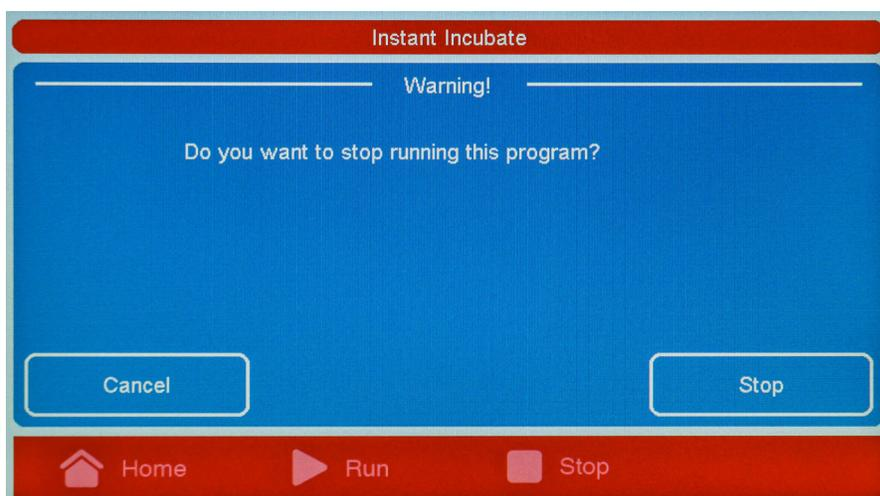 Instant Incubate
Warning!
Do you want to stop running this program?
Cancel
Stop
Home
Run
Stop